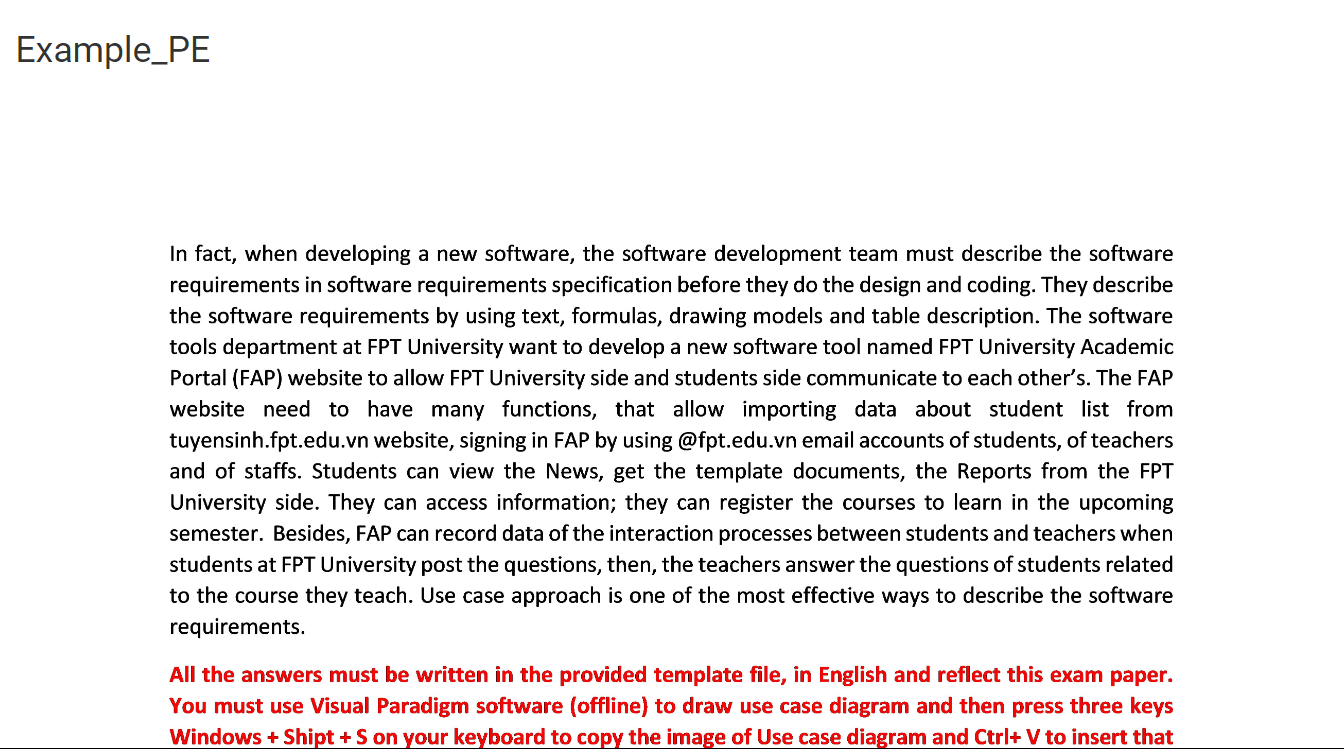 Example_PE
In fact, when developing a new software, the software development team must describe the software
requirements in software requirements specification before they do the design and coding. They describe
the software requirements by using text, formulas, drawing models and table description. The software
tools department at FPT University want to develop a new software tool named FPT University Academic
Portal (FAP) website to allow FPT University side and students side communicate to each other’s. The FAP
website need to have many functions, that allow importing data about student list from
tuyensinh.fpt.edu.vn website, signing in FAP by using @fpt.edu.vn email accounts of students, of teachers
and of staffs. Students can view the News, get the template documents, the Reports from the FPT
University side. They can access information; they can register the courses to learn in the upcoming
semester. Besides, FAP can record data of the interaction processes between students and teachers when
students at FPT University post the questions, then, the teachers answer the questions of students related
to the course they teach. Use case approach is one of the most effective ways to describe the software
requirements.
All the answers must be written in the provided template file, in English and reflect this exam paper.
You must use Visual Paradigm software (offline) to draw use case diagram and then press three keys
Windows + Shipt + S on your keyboard to copy the image of Use case diagram and Ctrl+ V to insert that